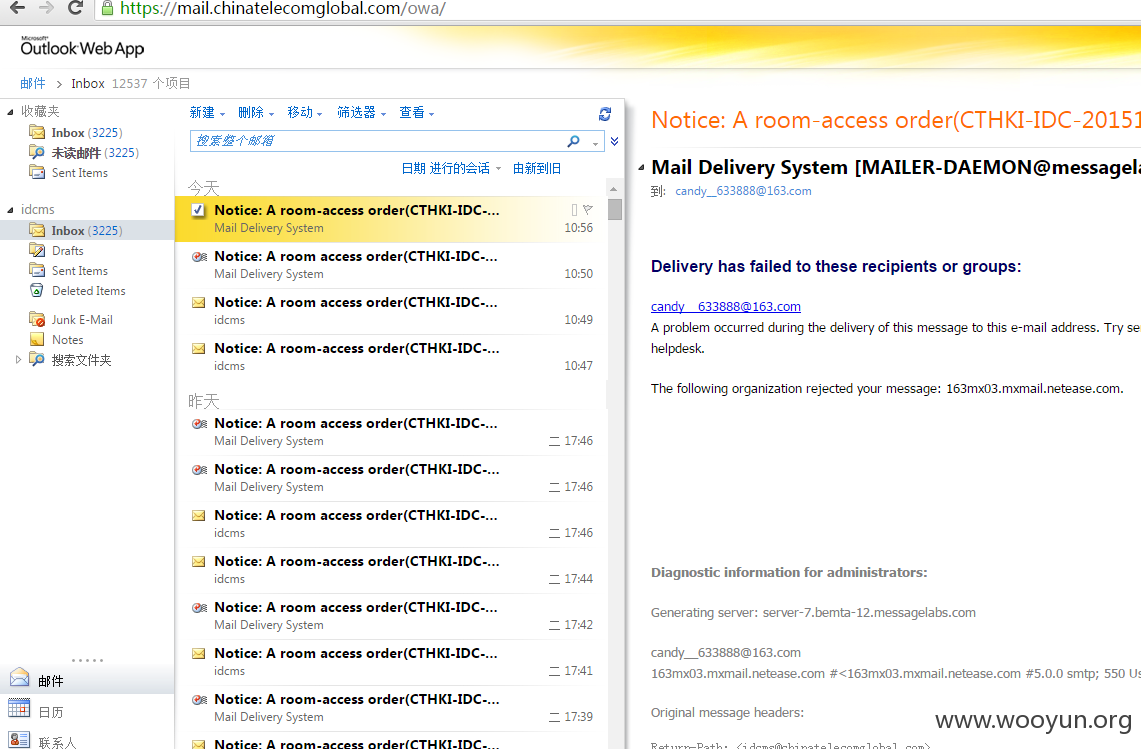 https://mail.chinatelecomglobal.com/owa/
Microsoft®
Outlook Web App
邮件 > Inbox 12537 个项目
收藏夹
Inbox (3225)
未读邮件 (3225)
Sent Items
idcms
Inbox (3225)
Drafts
Sent Items
Deleted Items
Junk E-Mail
Notes
搜索文件夹
邮件
日历
联系人
新建 删除 移动 筛选器 查看
搜索整个邮箱
日期 进行的会话 由新到旧
今天
Notice: A room-access order(CTHKI-IDC-...
Mail Delivery System 10:56
Notice: A room access order(CTHKI-IDC-...
Mail Delivery System 10:50
Notice: A room access order(CTHKI-IDC-...
idcms 10:49
Notice: A room-access order(CTHKI-IDC-...
idcms 10:47
昨天
Notice: A room-access order(CTHKI-IDC-...
Mail Delivery System 二 17:46
Notice: A room-access order(CTHKI-IDC-...
Mail Delivery System 二 17:46
Notice: A room access order(CTHKI-IDC-...
idcms 二 17:46
Notice: A room access order(CTHKI-IDC-...
idcms 二 17:44
Notice: A room access order(CTHKI-IDC-...
Mail Delivery System 二 17:42
Notice: A room access order(CTHKI-IDC-...
idcms 二 17:41
Notice: A room-access order(CTHKI-IDC-...
Mail Delivery System 二 17:39
Notice: A room access order(CTHKI-IDC-...
Notice: A room-access order(CTHKI-IDC-20151
Mail Delivery System [MAILER-DAEMON@messagela
到: candy__633888@163.com
Delivery has failed to these recipients or groups:
candy__633888@163.com
A problem occurred during the delivery of this message to this e-mail address. Try se
helpdesk.
The following organization rejected your message: 163mx03.mxmail.netease.com.
Diagnostic information for administrators:
Generating server: server-7.bemta-12.messagelabs.com
candy__633888@163.com
163mx03.mxmail.netease.com #<163mx03.mxmail.netease.com #5.0.0 smtp; 550 Us
Original message headers:
Return-Path: <idcms@chinatelecomglobal.com>
www.wooyun.org